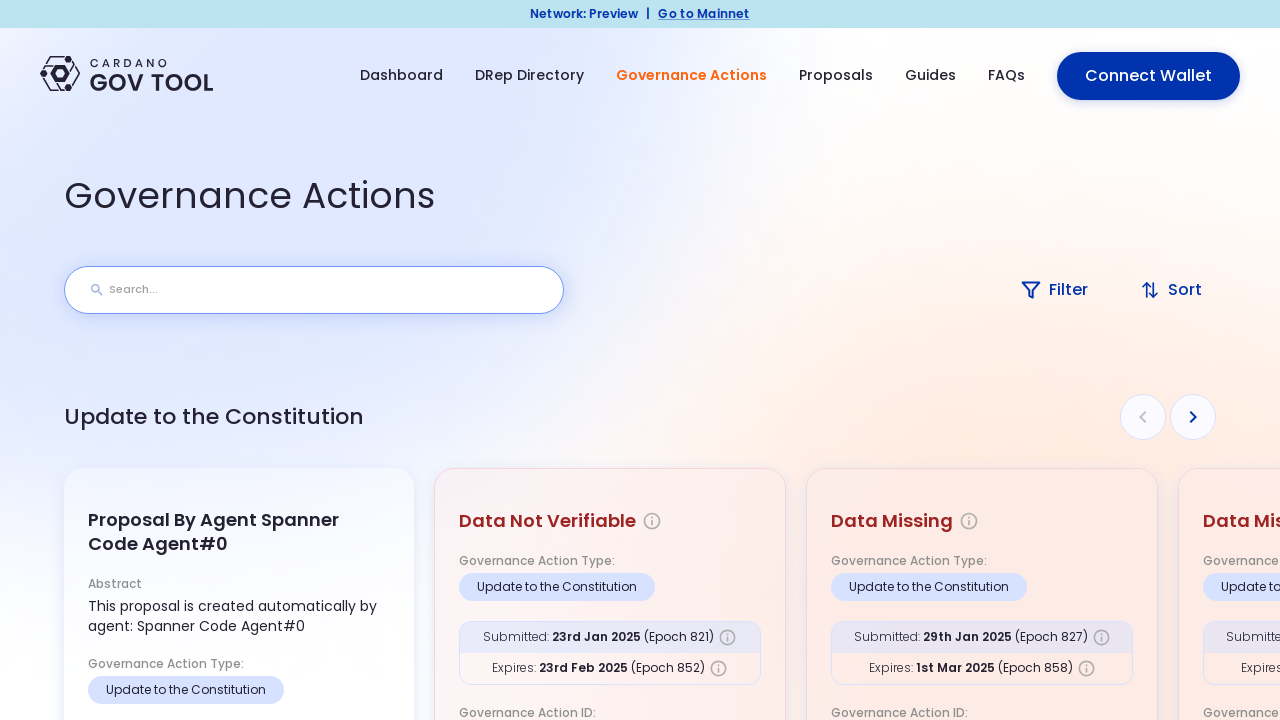 Network: Preview | Go to Mainnet
CARDANO
GOV TOOL
Dashboard
DRep Directory
Governance Actions
Proposals
Guides
FAQs
Connect Wallet
Governance Actions
Search...
Filter
Sort
Update to the Constitution
Proposal By Agent Spanner
Code Agent#0
Abstract
This proposal is created automatically by
agent: Spanner Code Agent#0
Governance Action Type:
Update to the Constitution
Data Not Verifiable
Governance Action Type:
Update to the Constitution
Submitted: 23rd Jan 2025 (Epoch 821)
Expires: 23rd Feb 2025 (Epoch 852)
Governance Action ID:
Data Missing
Governance Action Type:
Update to the Constitution
Submitted: 29th Jan 2025 (Epoch 827)
Expires: 1st Mar 2025 (Epoch 858)
Governance Action ID:
Data Mis
Governance
Update to
Submitte
Expires